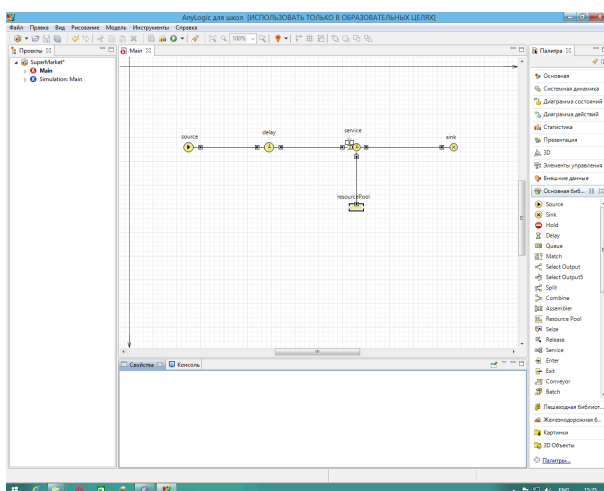 AnyLogic для школ [ИСПОЛЬЗОВАТЬ ТОЛЬКО В ОБРАЗОВАТЕЛЬНЫХ ЦЕЛЯХ]
Файл Правка Вид Рисование Модель Инструменты Справка
100%
Проекты
SuperMarket*
Main
Simulation: Main
Main
source
delay
service
sink
resourcePool
Свойства Консоль
Палитра
Основная
Системная динамика
Диаграмма состояний
Диаграмма действий
Статистика
Презентация
3D
Элементы управления
Внешние данные
Основная биб...
Source
Sink
Hold
Delay
Queue
Match
Select Output
Select Output5
Split
Combine
Assembler
Resource Pool
Seize
Release
Service
Enter
Exit
Conveyor
Batch
Пешеходная библиот...
Железнодорожная б...
Картинки
3D Объекты
Палитры...
ENG 15:25